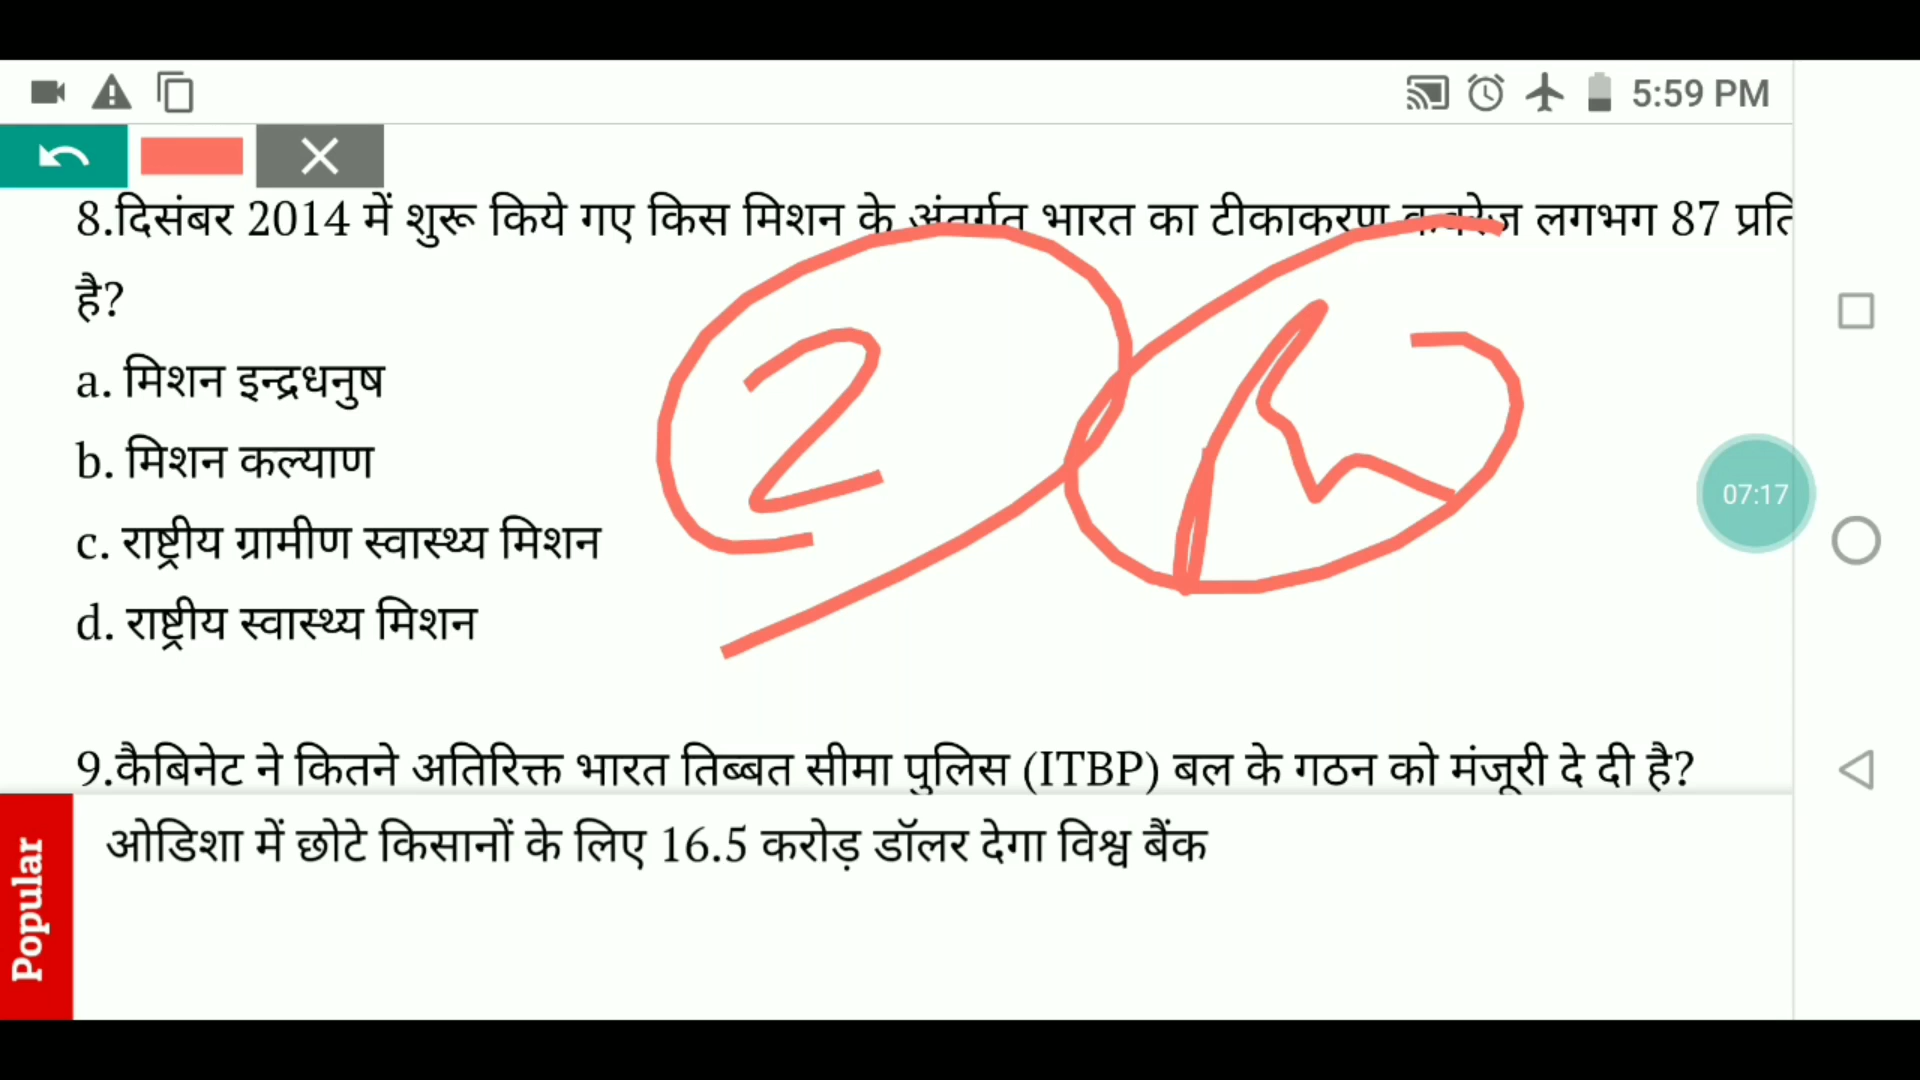 5:59 PM
8.दिसंबर 2014 में शुरू किये गए किस मिशन के अंतर्गत भारत का टीकाकरण कवरेज लगभग 87 प्रति
है?
a. मिशन इन्द्रधनुष
b. मिशन कल्याण
c. राष्ट्रीय ग्रामीण स्वास्थ्य मिशन
d. राष्ट्रीय स्वास्थ्य मिशन
2
07:17
9.कैबिनेट ने कितने अतिरिक्त भारत तिब्बत सीमा पुलिस (ITBP) बल के गठन को मंजूरी दे दी है?
Popular
ओडिशा में छोटे किसानों के लिए 16.5 करोड़ डॉलर देगा विश्व बैंक